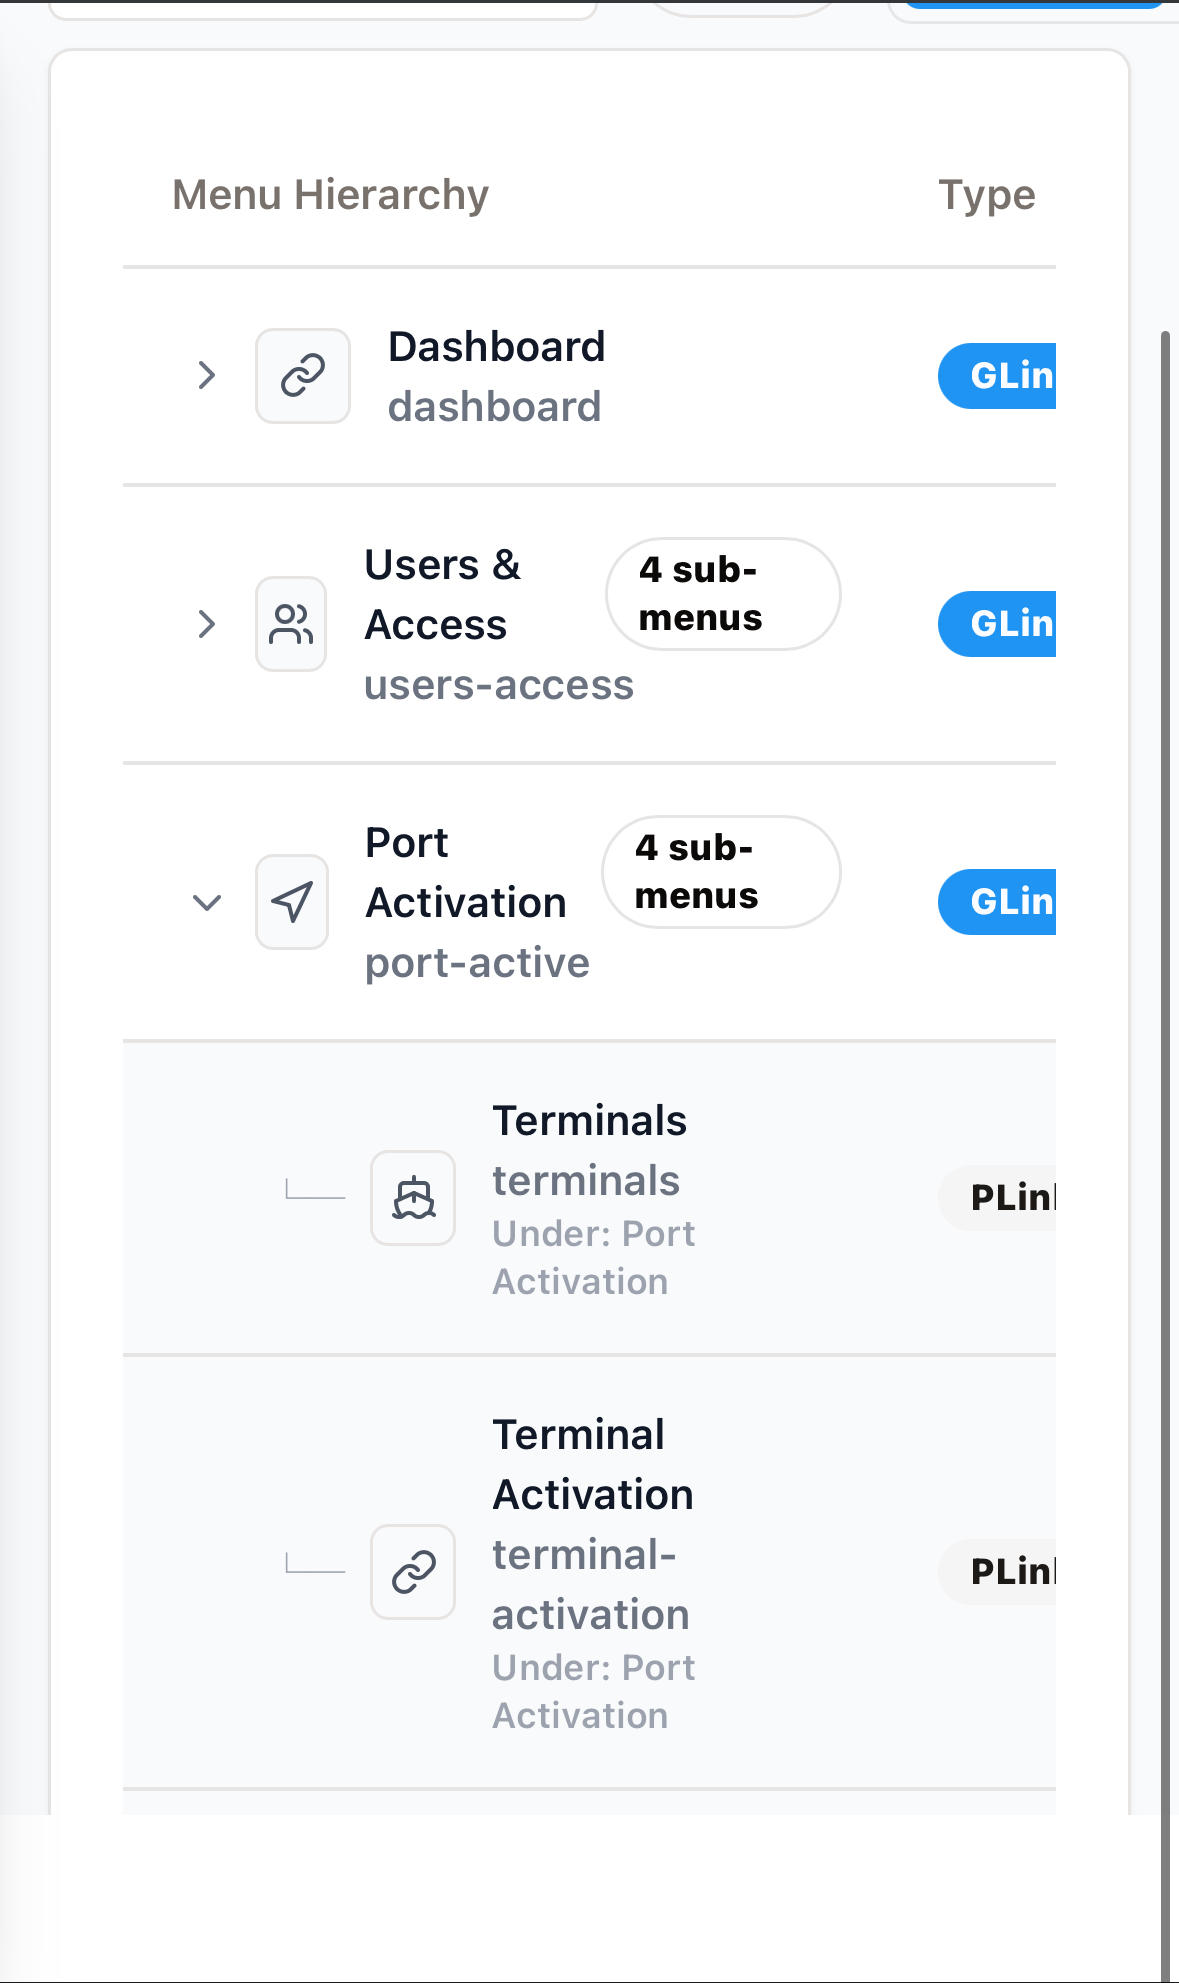 Menu Hierarchy Type
Dashboard
dashboard
GLin
Users &
Access
users-access
4 sub-
menus
GLin
Port
Activation
port-active
4 sub-
menus
GLin
Terminals
terminals
Under: Port
Activation
PLin
Terminal
Activation
terminal-
activation
Under: Port
Activation
PLin